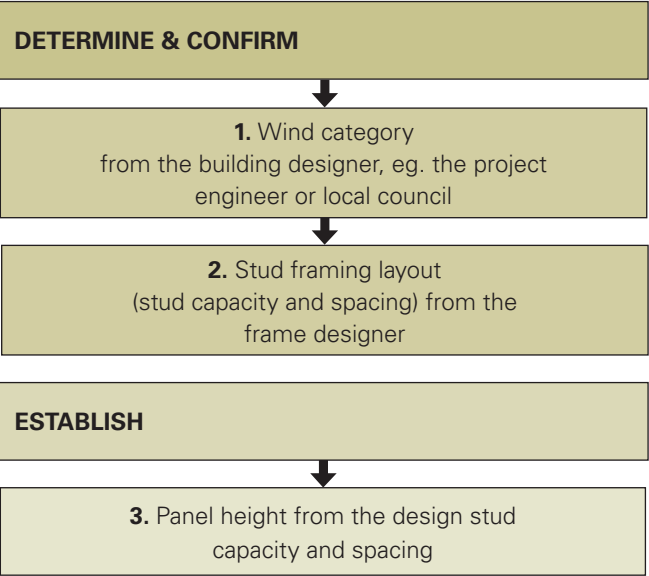 DETERMINE & CONFIRM
1. Wind category
from the building designer, eg. the project
engineer or local council
2. Stud framing layout
(stud capacity and spacing) from the
frame designer
ESTABLISH
3. Panel height from the design stud
capacity and spacing